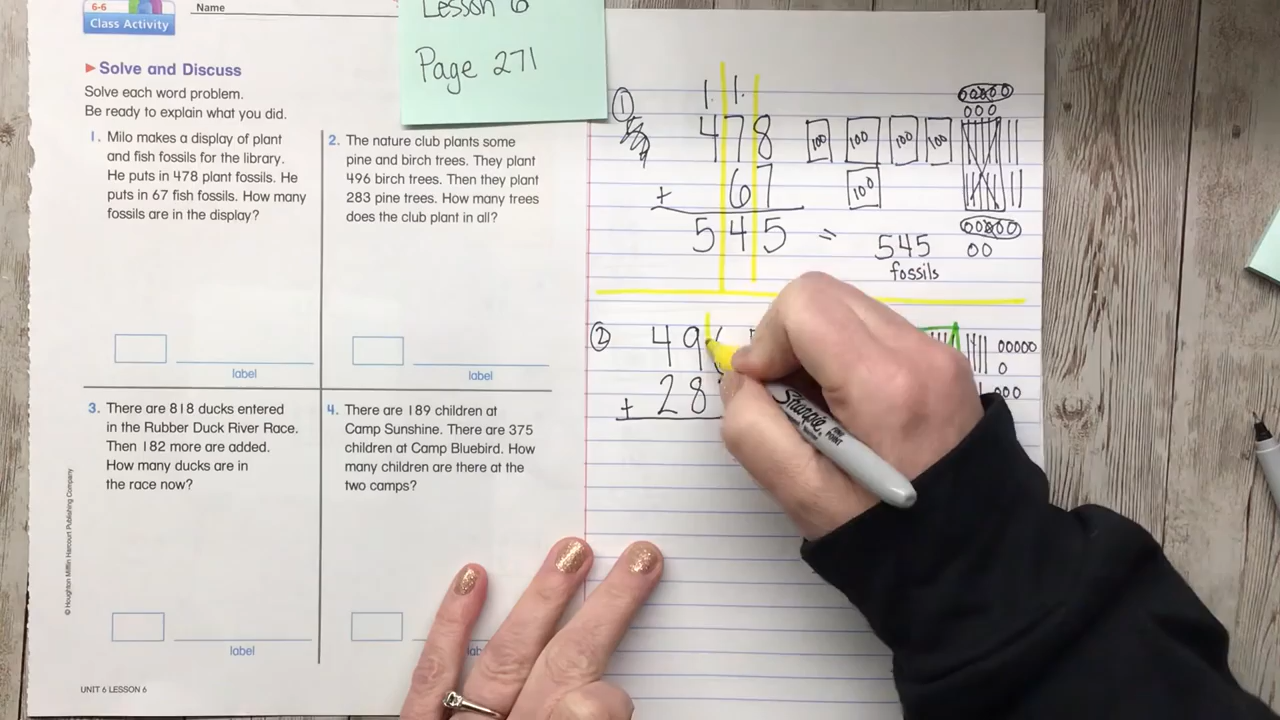 6-6
Class Activity
Name
Lesson 6
Page 271
Solve and Discuss
Solve each word problem.
Be ready to explain what you did.
1. Milo makes a display of plant
and fish fossils for the library.
He puts in 478 plant fossils. He
puts in 67 fish fossils. How many
fossils are in the display?
label
2. The nature club plants some
pine and birch trees. They plant
496 birch trees. Then they plant
283 pine trees. How many trees
does the club plant in all?
label
3. There are 818 ducks entered
in the Rubber Duck River Race.
Then 182 more are added.
How many ducks are in
the race now?
label
4. There are 189 children at
Camp Sunshine. There are 375
children at Camp Bluebird. How
many children are there at the
two camps?
© Houghton Mifflin Harcourt Publishing Company
UNIT 6 LESSON 6
1
1 1
478
+ 67
545 = 545
fossils
100 100 100 100
100
2
49
+ 28
Sharpie
FINE POINT